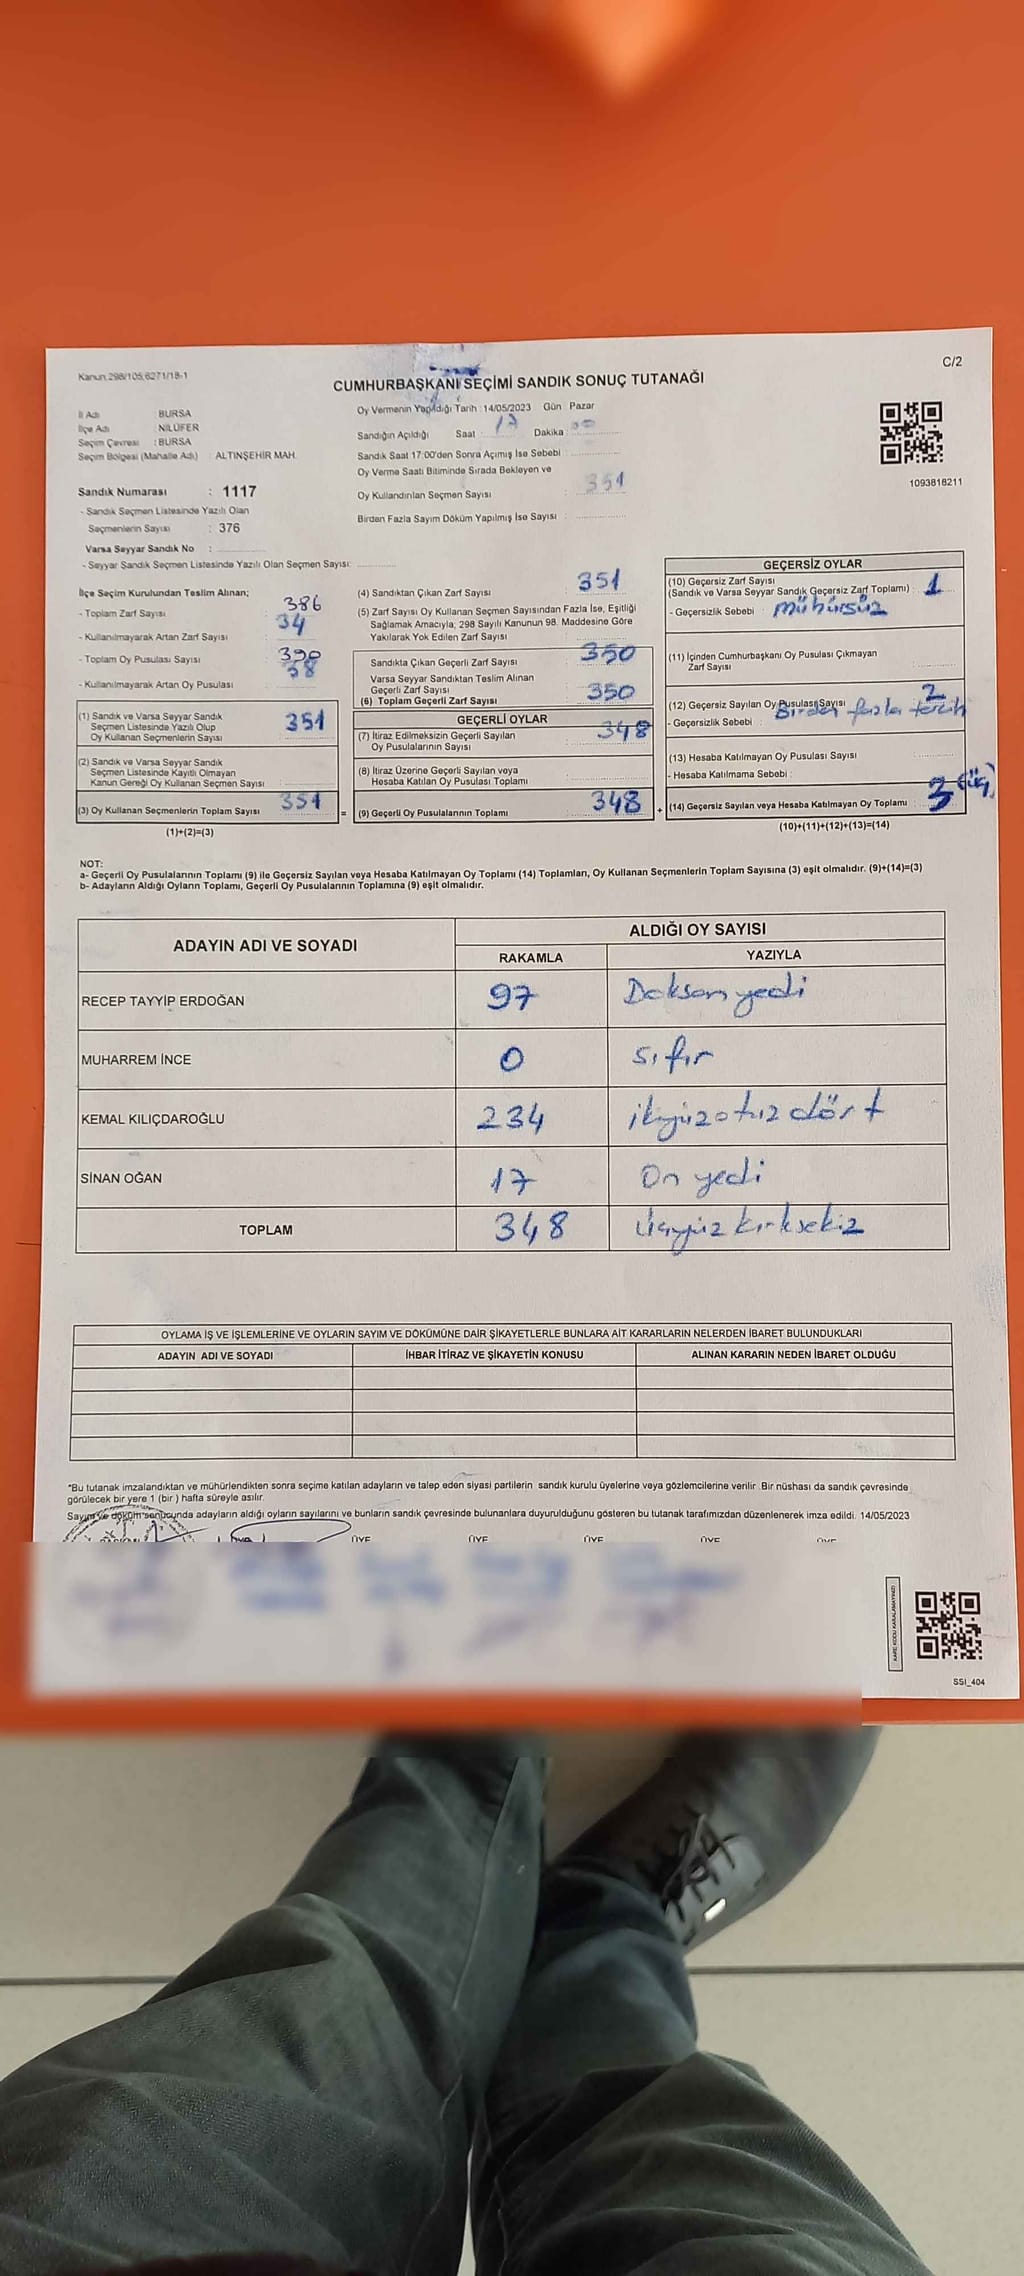 Kanun 298/105;6271/18-1
C/2
CUMHURBAŞKANI SEÇİMİ SANDIK SONUÇ TUTANAĞI
İl Adı : BURSA
İlçe Adı : NİLÜFER
Seçim Çevresi : BURSA
Seçim Bölgesi (Mahalle Adı) : ALTINŞEHİR MAH.
Sandık Numarası : 1117
- Sandık Seçmen Listesinde Yazılı Olan
Seçmenlerin Sayısı : 376
Varsa Seyyar Sandık No :
- Seyyar Sandık Seçmen Listesinde Yazılı Olan Seçmen Sayısı:
Oy Vermenin Yapıldığı Tarih : 14/05/2023 Gün Pazar
Sandığın Açıldığı Saat 17 Dakika 00
Sandık Saat 17:00'den Sonra Açımış İse Sebebi :
Oy Verme Saati Bitiminde Sırada Bekleyen ve
Oy Kullandırılan Seçmen Sayısı : 351
Birden Fazla Sayım Döküm Yapılmış İse Sayısı :
1093818211
İlçe Seçim Kurulundan Teslim Alınan;
- Toplam Zarf Sayısı : 386
- Kullanılmayarak Artan Zarf Sayısı : 34
- Toplam Oy Pusulası Sayısı : 390
- Kullanılmayarak Artan Oy Pusulası : 38
(1) Sandık ve Varsa Seyyar Sandık
Seçmen Listesinde Yazılı Olup
Oy Kullanan Seçmenlerin Sayısı : 351
(2) Sandık ve Varsa Seyyar Sandık
Seçmen Listesinde Kayıtlı Olmayan
Kanun Gereği Oy Kullanan Seçmen Sayısı :
(3) Oy Kullanan Seçmenlerin Toplam Sayısı : 351
(1)+(2)=(3)
(4) Sandıktan Çıkan Zarf Sayısı : 351
(5) Zarf Sayısı Oy Kullanan Seçmen Sayısından Fazla İse, Eşitliği
Sağlamak Amacıyla; 298 Sayılı Kanunun 98. Maddesine Göre
Yakılarak Yok Edilen Zarf Sayısı :
Sandıkta Çıkan Geçerli Zarf Sayısı : 350
Varsa Seyyar Sandıktan Teslim Alınan
Geçerli Zarf Sayısı :
(6) Toplam Geçerli Zarf Sayısı : 350
GEÇERLİ OYLAR
(7) İtiraz Edilmeksizin Geçerli Sayılan
Oy Pusulalarının Sayısı : 348
(8) İtiraz Üzerine Geçerli Sayılan veya
Hesaba Katılan Oy Pusulası Toplamı :
= (9) Geçerli Oy Pusulalarının Toplamı : 348 +
GEÇERSİZ OYLAR
(10) Geçersiz Zarf Sayısı
(Sandık ve Varsa Seyyar Sandık Geçersiz Zarf Toplamı) : 1
- Geçersizlik Sebebi : mühürsüz
(11) İçinden Cumhurbaşkanı Oy Pusulası Çıkmayan
Zarf Sayısı :
(12) Geçersiz Sayılan Oy Pusulası Sayısı : 2
- Geçersizlik Sebebi : Birden fazla tercih
(13) Hesaba Katılmayan Oy Pusulası Sayısı :
- Hesaba Katılmama Sebebi :
(14) Geçersiz Sayılan veya Hesaba Katılmayan Oy Toplamı : 3 (üç)
(10)+(11)+(12)+(13)=(14)
NOT:
a- Geçerli Oy Pusulalarının Toplamı (9) ile Geçersiz Sayılan veya Hesaba Katılmayan Oy Toplamı (14) Toplamları, Oy Kullanan Seçmenlerin Toplam Sayısına (3) eşit olmalıdır. (9)+(14)=(3)
b- Adayların Aldığı Oyların Toplamı, Geçerli Oy Pusulalarının Toplamına (9) eşit olmalıdır.
ADAYIN ADI VE SOYADI ALDIĞI OY SAYISI
RAKAMLA YAZIYLA
RECEP TAYYİP ERDOĞAN 97 Doksan yedi
MUHARREM İNCE 0 sıfır
KEMAL KILIÇDAROĞLU 234 ikiyüzotuz dört
SİNAN OĞAN 17 On yedi
TOPLAM 348 üçyüz kırksekiz
OYLAMA İŞ VE İŞLEMLERİNE VE OYLARIN SAYIM VE DÖKÜMÜNE DAİR ŞİKAYETLERLE BUNLARA AİT KARARLARIN NELERDEN İBARET BULUNDUKLARI
ADAYIN ADI VE SOYADI İHBAR İTİRAZ VE ŞİKAYETİN KONUSU ALINAN KARARIN NEDEN İBARET OLDUĞU
*Bu tutanak imzalandıktan ve mühürlendikten sonra seçime katılan adayların ve talep eden siyasi partilerin sandık kurulu üyelerine veya gözlemcilerine verilir. Bir nüshası da sandık çevresinde
görülecek bir yere 1 (bir) hafta süreyle asılır.
Sayım ve döküm sonucunda adayların aldığı oyların sayılarını ve bunların sandık çevresinde bulunanlara duyurulduğunu gösteren bu tutanak tarafımızdan düzenlenerek imza edildi. 14/05/2023
ÜYE ÜYE ÜYE ÜYE ÜYE
SSI_404